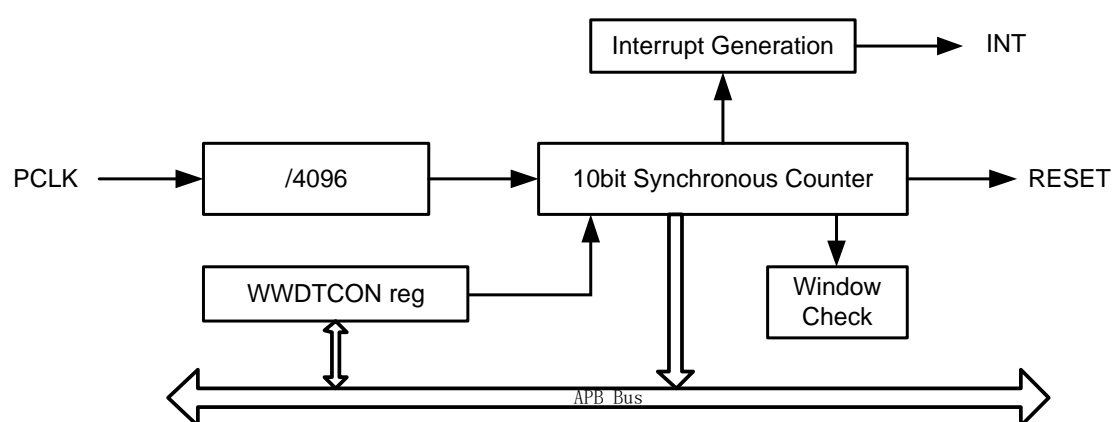 Interrupt Generation
INT
PCLK
/4096
10bit Synchronous Counter
RESET
WWDTCON reg
Window
Check
APB Bus